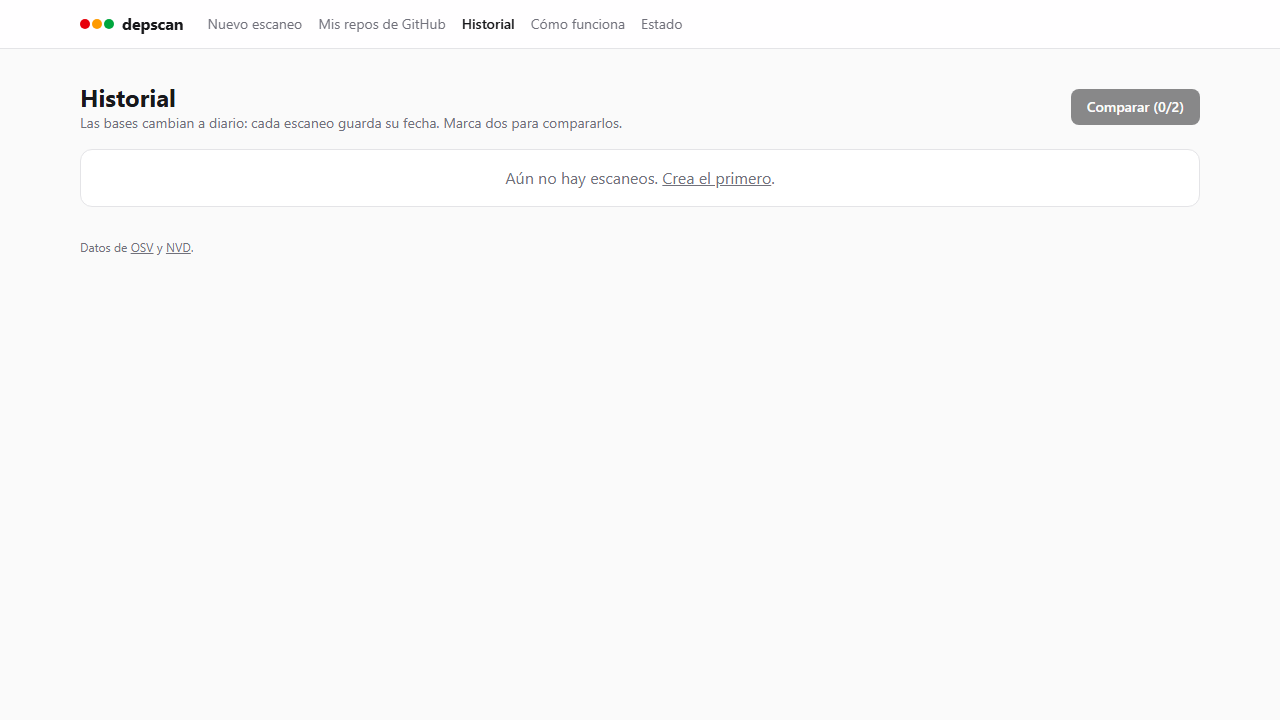 depscan Nuevo escaneo Mis repos de GitHub Historial Cómo funciona Estado
Historial
Las bases cambian a diario: cada escaneo guarda su fecha. Marca dos para compararlos.
Comparar (0/2)
Aún no hay escaneos. Crea el primero.
Datos de OSV y NVD.